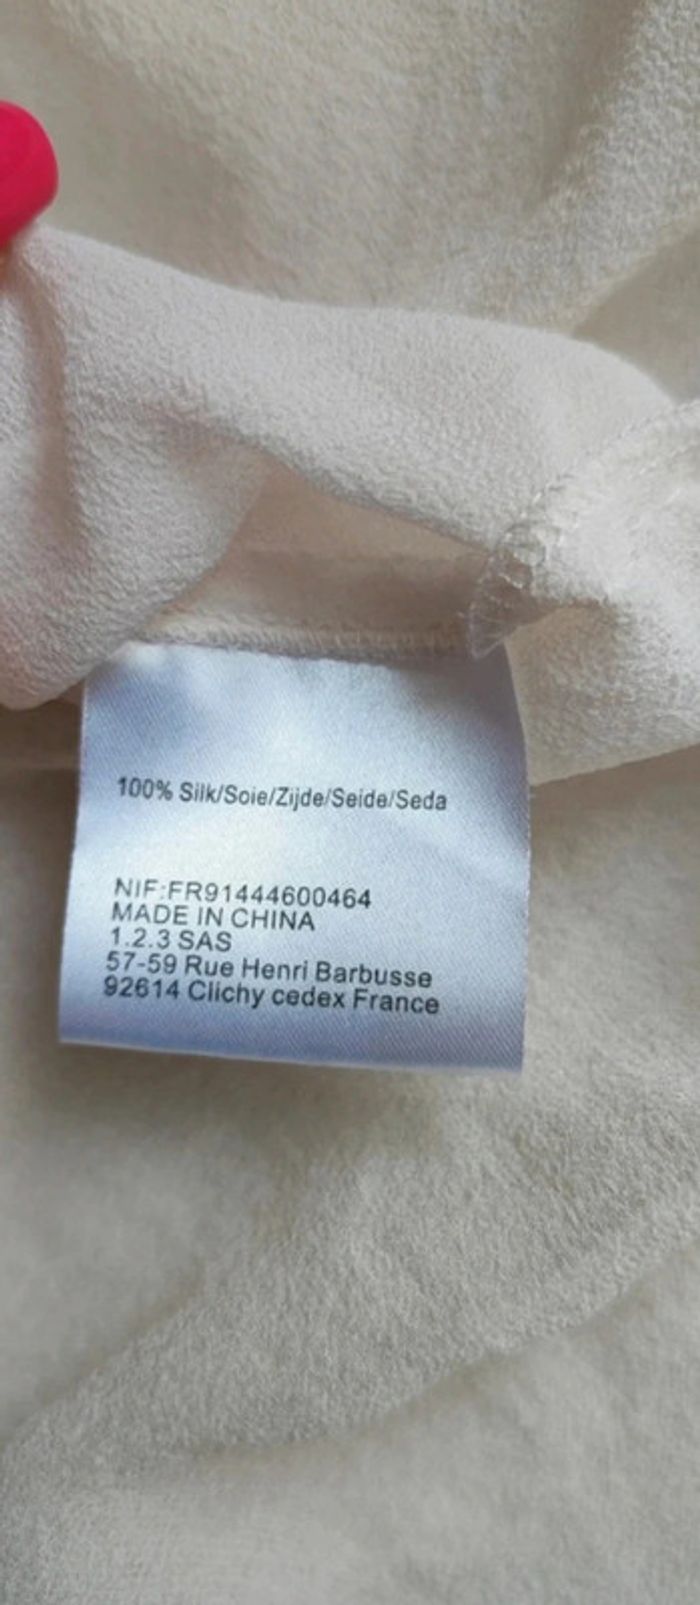 100% Silk/Soie/Zijde/Seide/Seda
NIF:FR91444600464
MADE IN CHINA
1.2.3 SAS
57-59 Rue Henri Barbusse
92614 Clichy cedex France